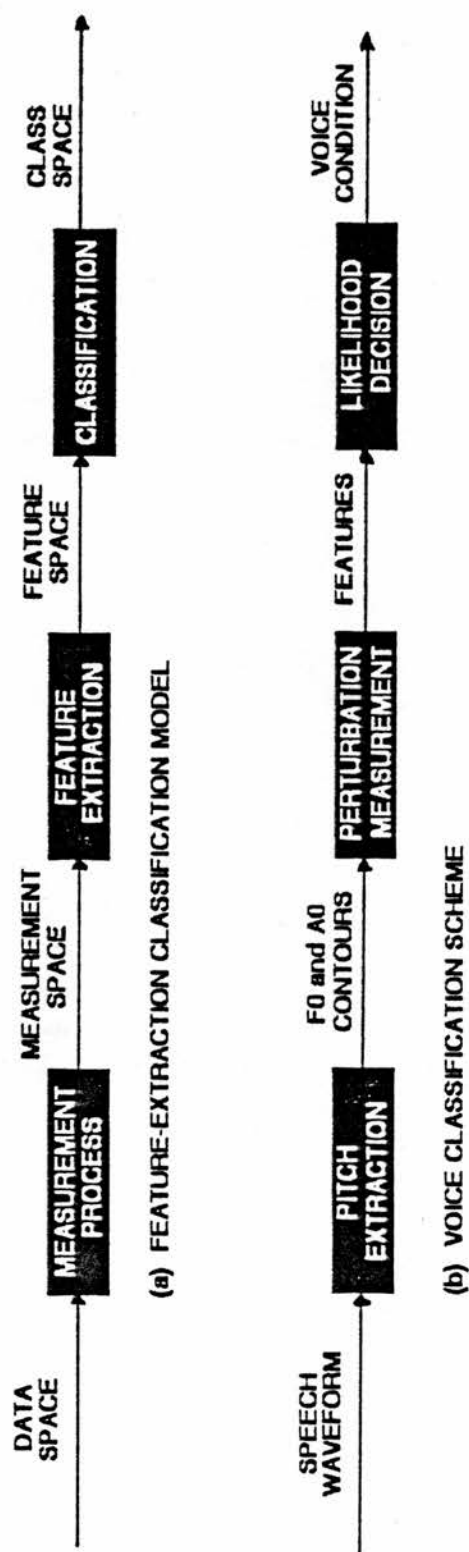 DATA
SPACE
MEASUREMENT
PROCESS
MEASUREMENT
SPACE
FEATURE
EXTRACTION
FEATURE
SPACE
CLASSIFICATION
CLASS
SPACE
(a) FEATURE-EXTRACTION CLASSIFICATION MODEL
SPEECH
WAVEFORM
PITCH
EXTRACTION
F0 and A0
CONTOURS
PERTURBATION
MEASUREMENT
FEATURES
LIKELIHOOD
DECISION
VOICE
CONDITION
(b) VOICE CLASSIFICATION SCHEME